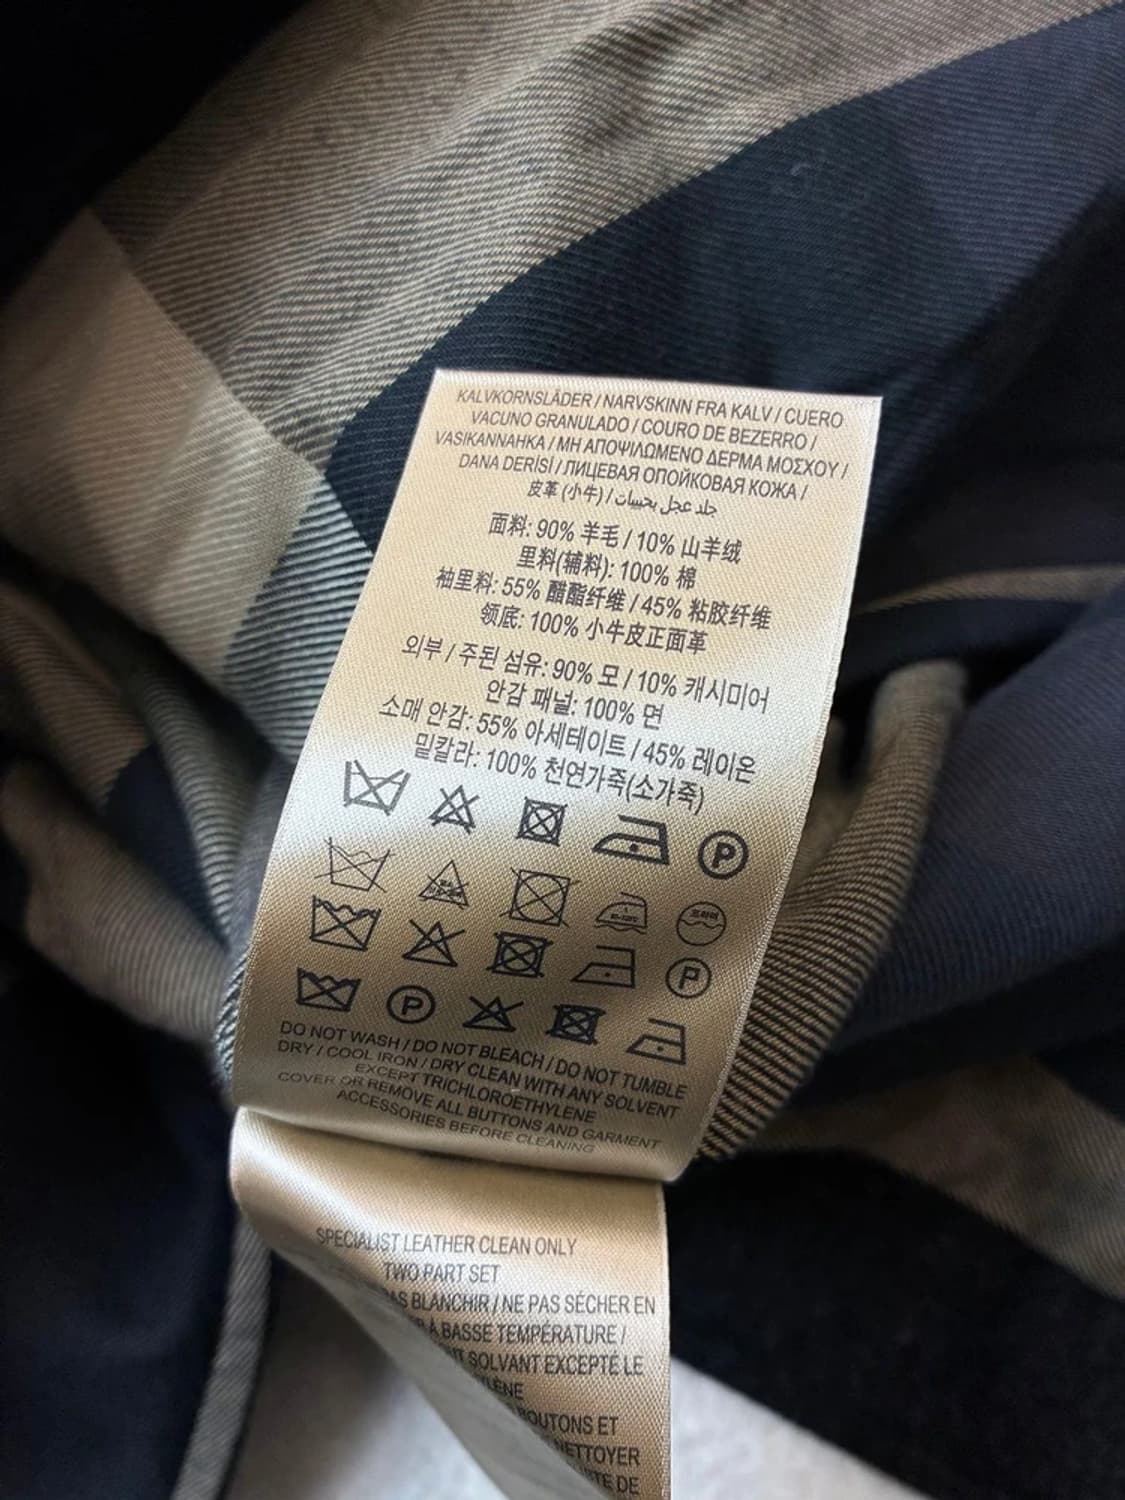 KALVKORNSLÄDER / NARVSKINN FRA KALV / CUERO
VACUNO GRANULADO / COURO DE BEZERRO /
VASIKANNAHKA / ΜΗ ΑΠΟΨΙΛΩΜΕΝΟ ΔΕΡΜΑ ΜΟΣΧΟΥ /
DANA DERİSİ / ЛИЦЕВАЯ ОПОЙКОВАЯ КОЖА /
皮革 (小牛) / جلد عجل بحبيبات
面料: 90% 羊毛 / 10% 山羊绒
里料(辅料): 100% 棉
袖里料: 55% 醋酯纤维 / 45% 粘胶纤维
领底: 100% 小牛皮正面革
외부 / 주된 섬유: 90% 모 / 10% 캐시미어
안감 패널: 100% 면
소매 안감: 55% 아세테이트 / 45% 레이온
밑칼라: 100% 천연가죽(소가죽)
P
드라이
P
P
DO NOT WASH / DO NOT BLEACH / DO NOT TUMBLE
DRY / COOL IRON / DRY CLEAN WITH ANY SOLVENT
EXCEPT TRICHLOROETHYLENE
COVER OR REMOVE ALL BUTTONS AND GARMENT
ACCESSORIES BEFORE CLEANING
SPECIALIST LEATHER CLEAN ONLY
TWO PART SET
PAS BLANCHIR / NE PAS SÉCHER EN
À BASSE TEMPÉRATURE /
SOLVANT EXCEPTÉ LE
BOUTONS ET
NETTOYER
DE